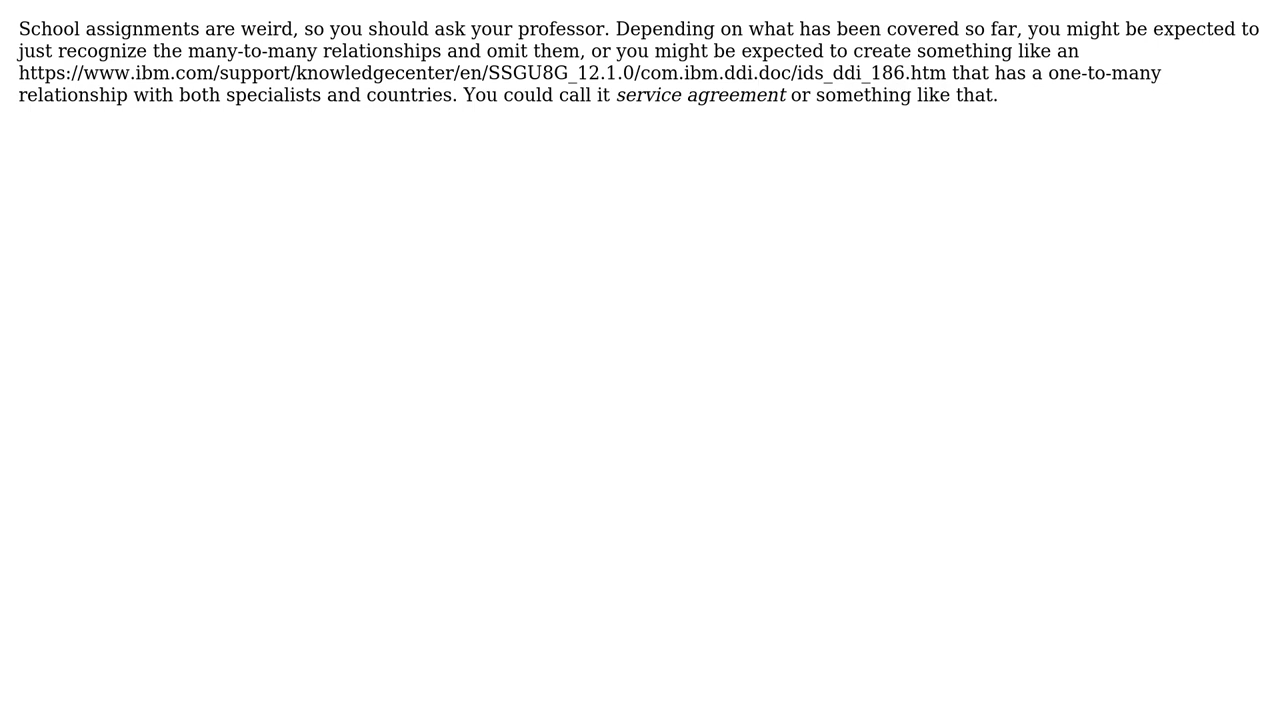 School assignments are weird, so you should ask your professor. Depending on what has been covered so far, you might be expected to
just recognize the many-to-many relationships and omit them, or you might be expected to create something like an
https://www.ibm.com/support/knowledgecenter/en/SSGU8G_12.1.0/com.ibm.ddi.doc/ids_ddi_186.htm that has a one-to-many
relationship with both specialists and countries. You could call it service agreement or something like that.